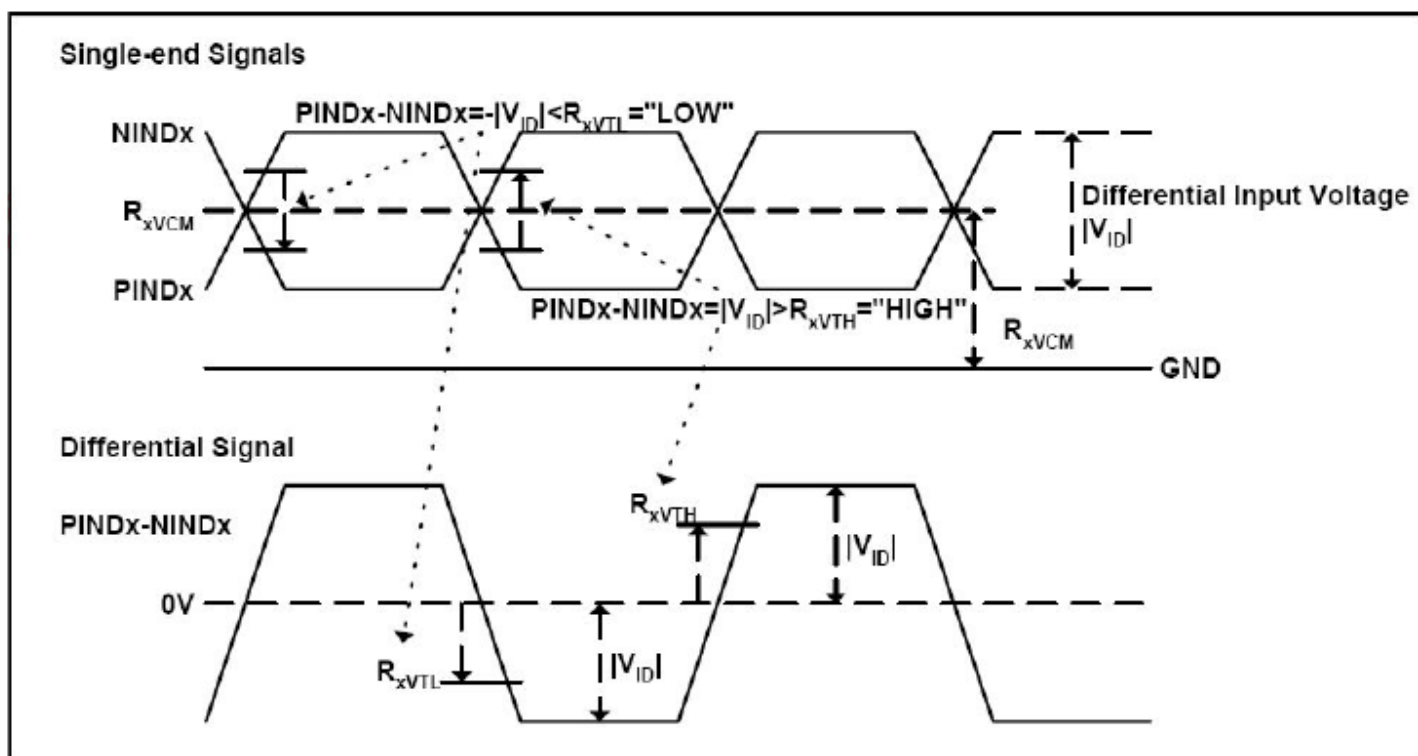 Single-end Signals
PINDx-NINDx=-|VID|<RxVTL="LOW"
NINDx
RxVCM
Differential Input Voltage
|VID|
PINDx
PINDx-NINDx=|VID|>RxVTH="HIGH"
RxVCM
GND
Differential Signal
RxVTH
PINDx-NINDx
|VID|
0V
RxVTL
|VID|